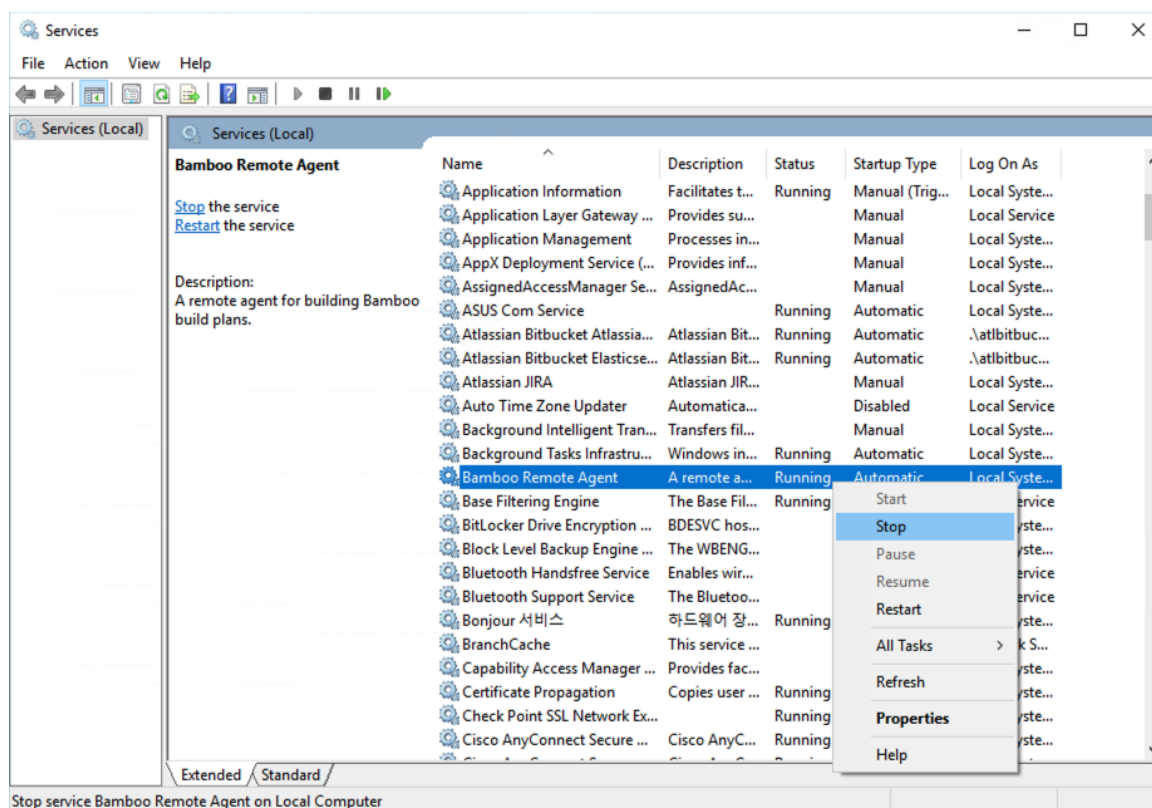 Services
File Action View Help
Services (Local)
Services (Local)
Bamboo Remote Agent
Stop the service
Restart the service
Description:
A remote agent for building Bamboo
build plans.
Name Description Status Startup Type Log On As
Application Information Facilitates t... Running Manual (Trig... Local Syste...
Application Layer Gateway ... Provides su... Manual Local Service
Application Management Processes in... Manual Local Syste...
AppX Deployment Service (... Provides inf... Manual Local Syste...
AssignedAccessManager Se... AssignedAc... Manual Local Syste...
ASUS Com Service Running Automatic Local Syste...
Atlassian Bitbucket Atlassia... Atlassian Bit... Running Automatic .\atlbitbuc...
Atlassian Bitbucket Elasticse... Atlassian Bit... Running Automatic .\atlbitbuc...
Atlassian JIRA Atlassian JIR... Manual Local Syste...
Auto Time Zone Updater Automatica... Disabled Local Service
Background Intelligent Tran... Transfers fil... Manual Local Syste...
Background Tasks Infrastru... Windows in... Running Automatic Local Syste...
Bamboo Remote Agent A remote a... Running Automatic Local Syste...
Base Filtering Engine The Base Fil... Running ervice
BitLocker Drive Encryption ... BDESVC hos... yste...
Block Level Backup Engine ... The WBENG... yste...
Bluetooth Handsfree Service Enables wir... ervice
Bluetooth Support Service The Bluetoo... ervice
Bonjour 서비스 하드웨어 장... Running yste...
BranchCache This service ... k S...
Capability Access Manager ... Provides fac... yste...
Certificate Propagation Copies user ... Running yste...
Check Point SSL Network Ex... Running yste...
Cisco AnyConnect Secure ... Cisco AnyC... Running yste...
Start
Stop
Pause
Resume
Restart
All Tasks >
Refresh
Properties
Help
Extended Standard
Stop service Bamboo Remote Agent on Local Computer